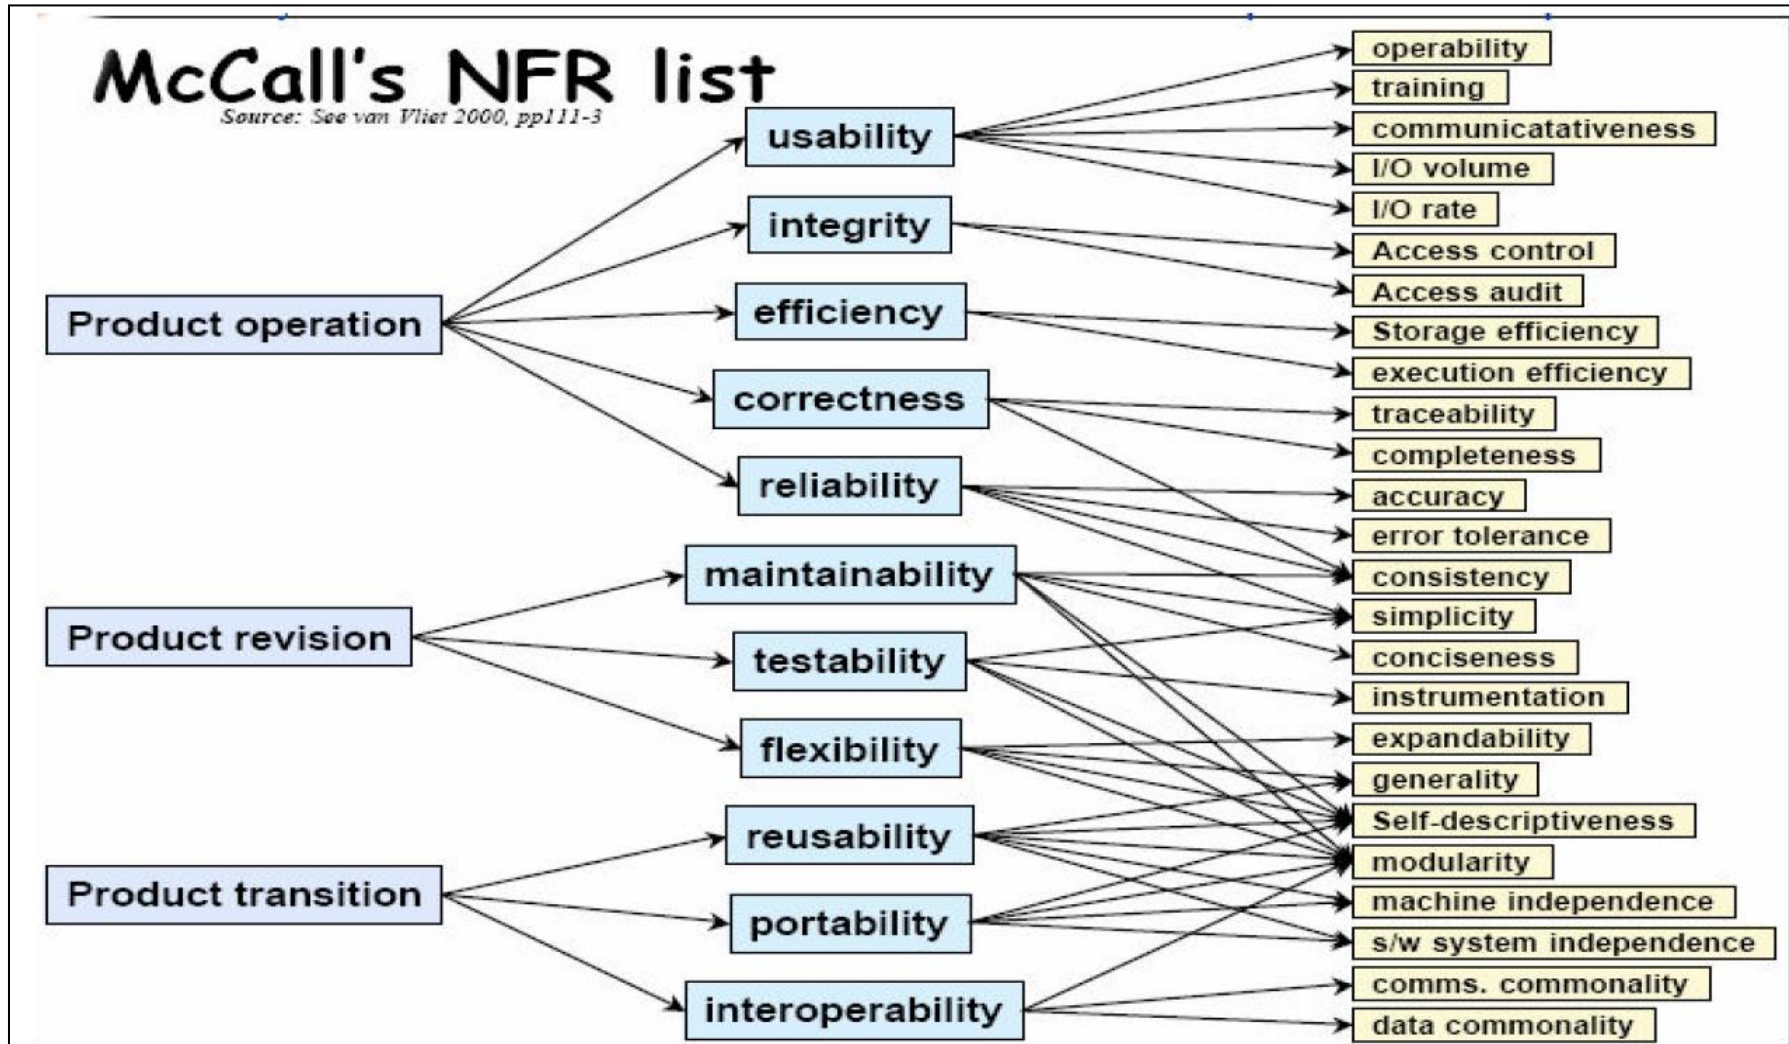 McCall's NFR list
Source: See van Vliet 2000, pp111-3
Product operation
Product revision
Product transition
usability
integrity
efficiency
correctness
reliability
maintainability
testability
flexibility
reusability
portability
interoperability
operability
training
communicatativeness
I/O volume
I/O rate
Access control
Access audit
Storage efficiency
execution efficiency
traceability
completeness
accuracy
error tolerance
consistency
simplicity
conciseness
instrumentation
expandability
generality
Self-descriptiveness
modularity
machine independence
s/w system independence
comms. commonality
data commonality